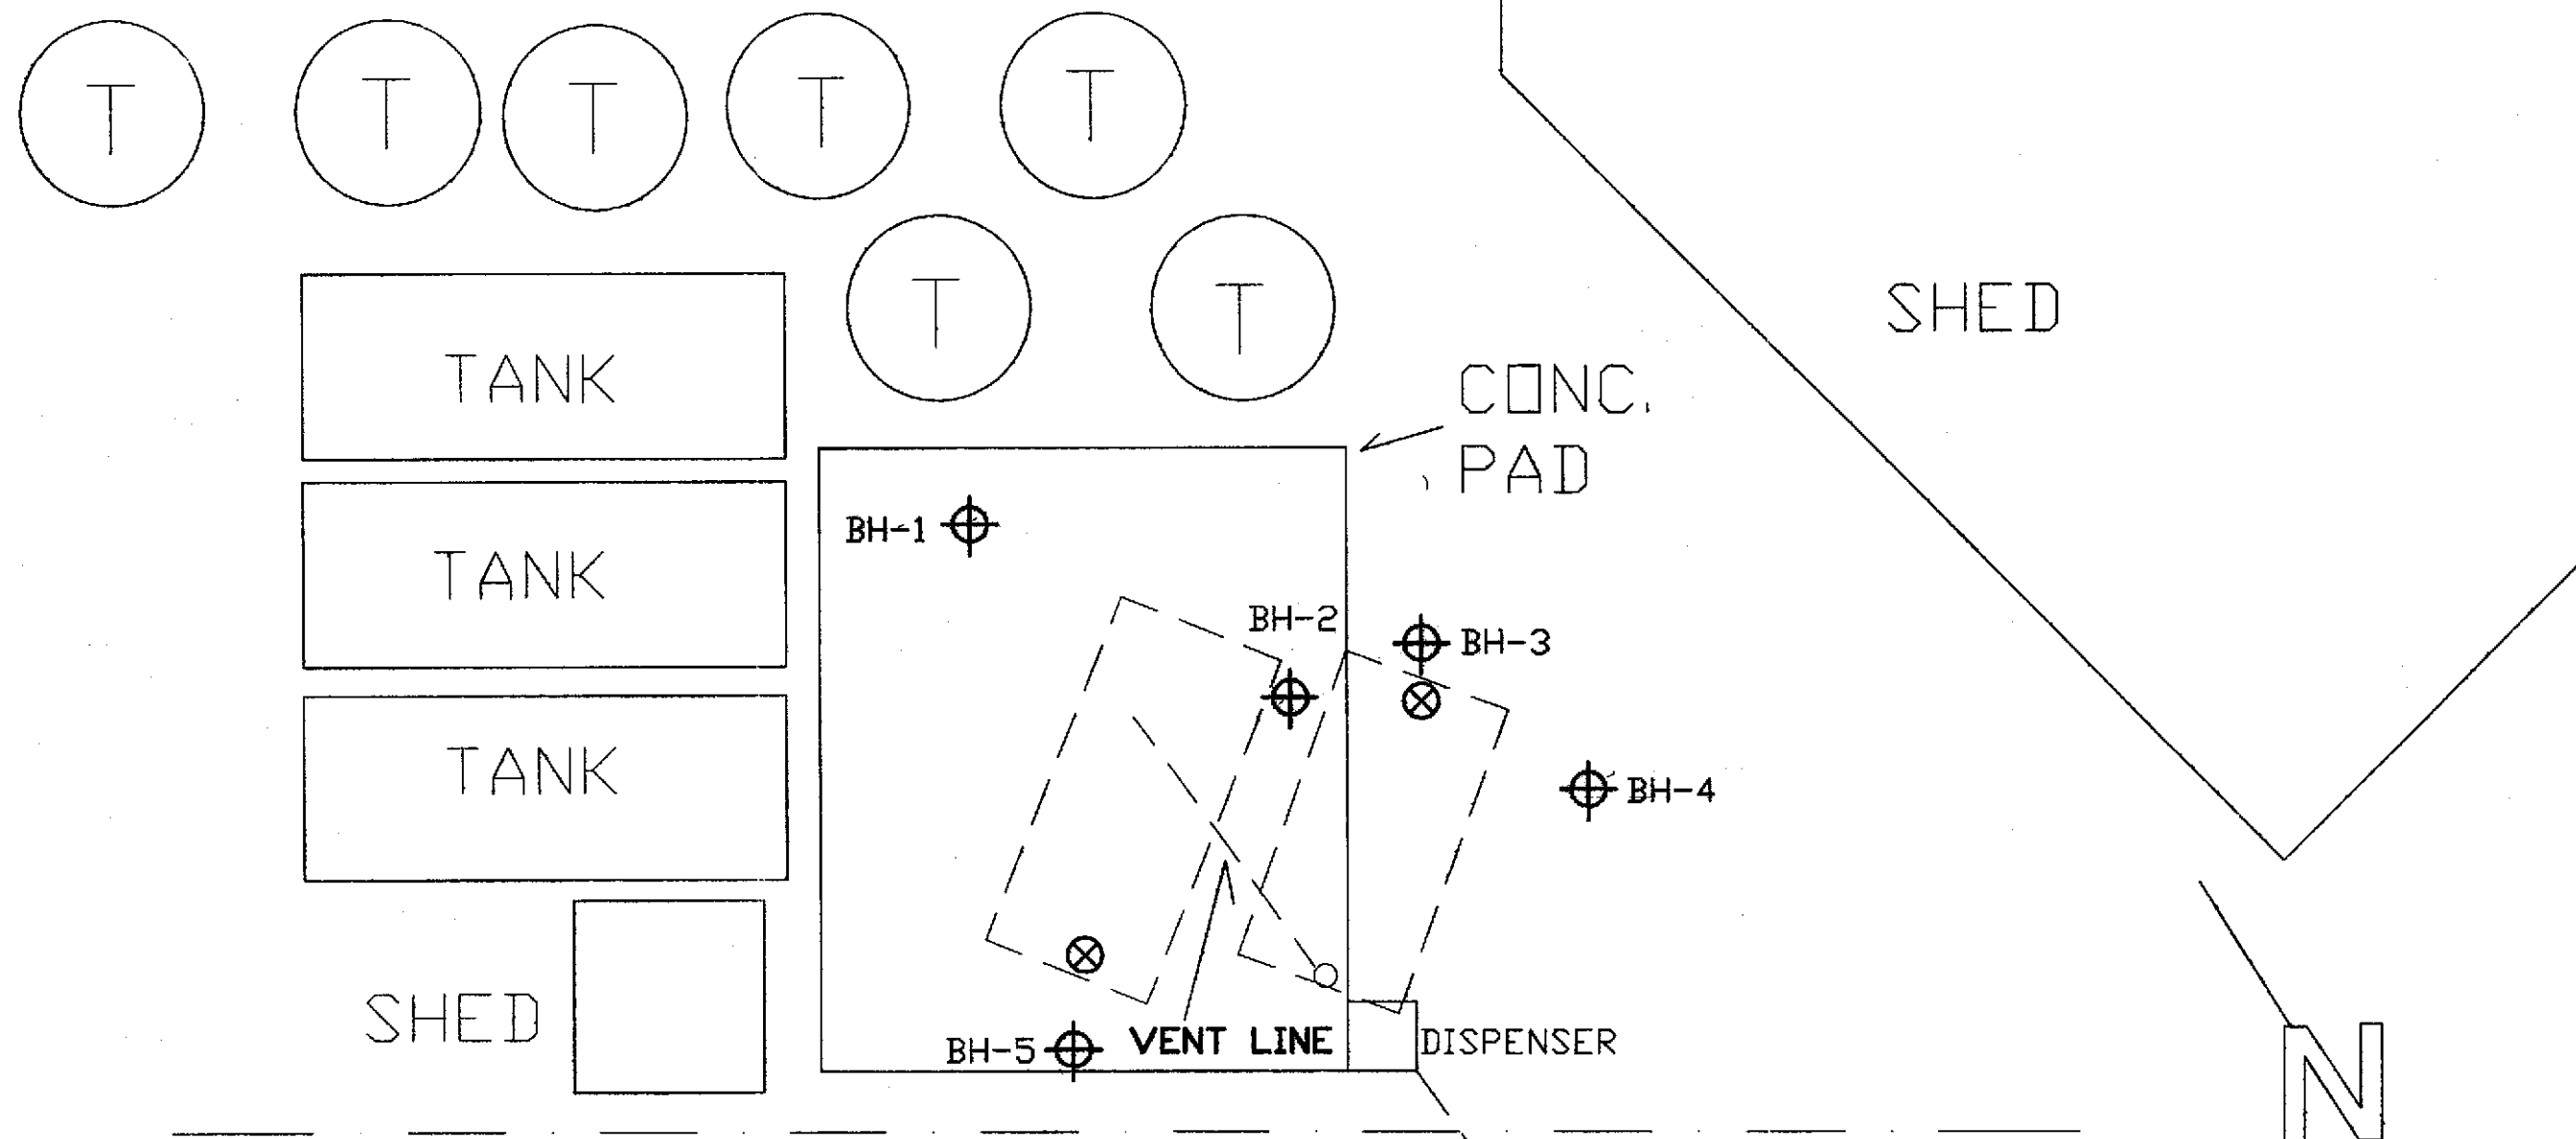 T
T
T
T
T
T
T
TANK
SHED
CONC.
PAD
BH-1
TANK
BH-2
BH-3
TANK
BH-4
SHED
BH-5
VENT LINE
DISPENSER
N